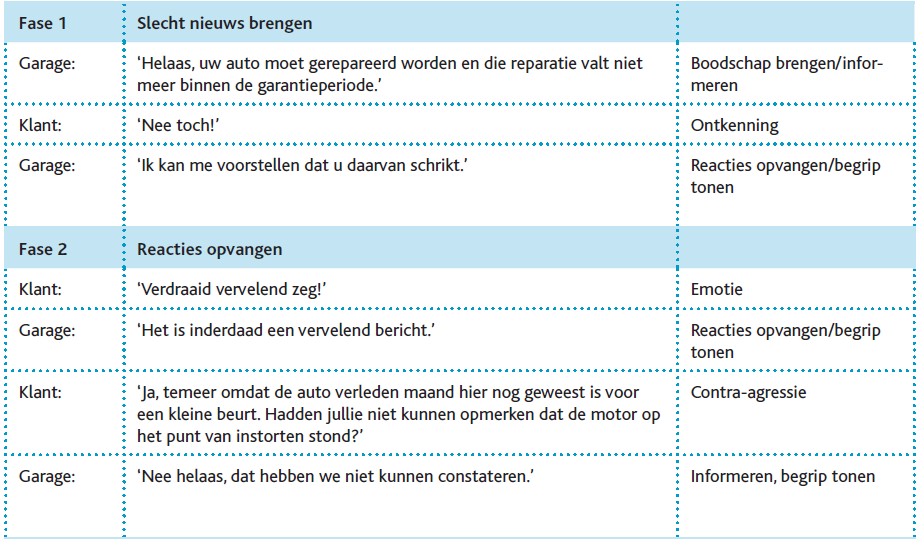 Fase 1 Slecht nieuws brengen
Garage: ‘Helaas, uw auto moet gerepareerd worden en die reparatie valt niet Boodschap brengen/infor-
meer binnen de garantieperiode.’ meren
Klant: ‘Nee toch!’ Ontkenning
Garage: ‘Ik kan me voorstellen dat u daarvan schrikt.’ Reacties opvangen/begrip
tonen
Fase 2 Reacties opvangen
Klant: ‘Verdraaid vervelend zeg!’ Emotie
Garage: ‘Het is inderdaad een vervelend bericht.’ Reacties opvangen/begrip
tonen
Klant: ‘Ja, temeer omdat de auto verleden maand hier nog geweest is voor Contra-agressie
een kleine beurt. Hadden jullie niet kunnen opmerken dat de motor op
het punt van instorten stond?’
Garage: ‘Nee helaas, dat hebben we niet kunnen constateren.’ Informeren, begrip tonen